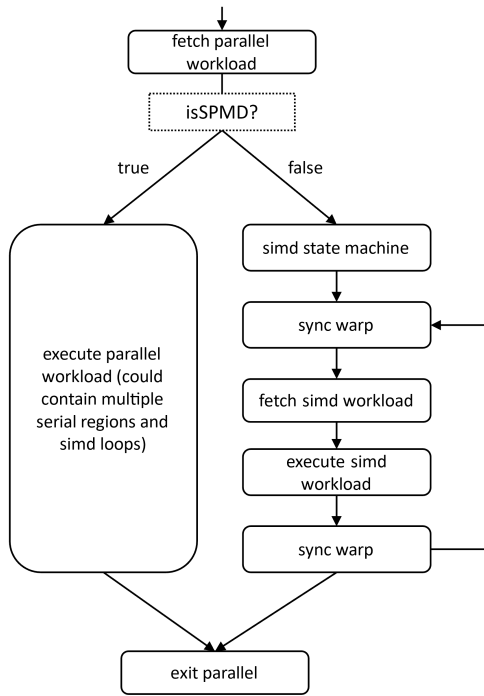 fetch parallel
workload
isSPMD?
true
false
simd state machine
sync warp
execute parallel
workload (could
contain multiple
serial regions and
simd loops)
fetch simd workload
execute simd
workload
sync warp
exit parallel